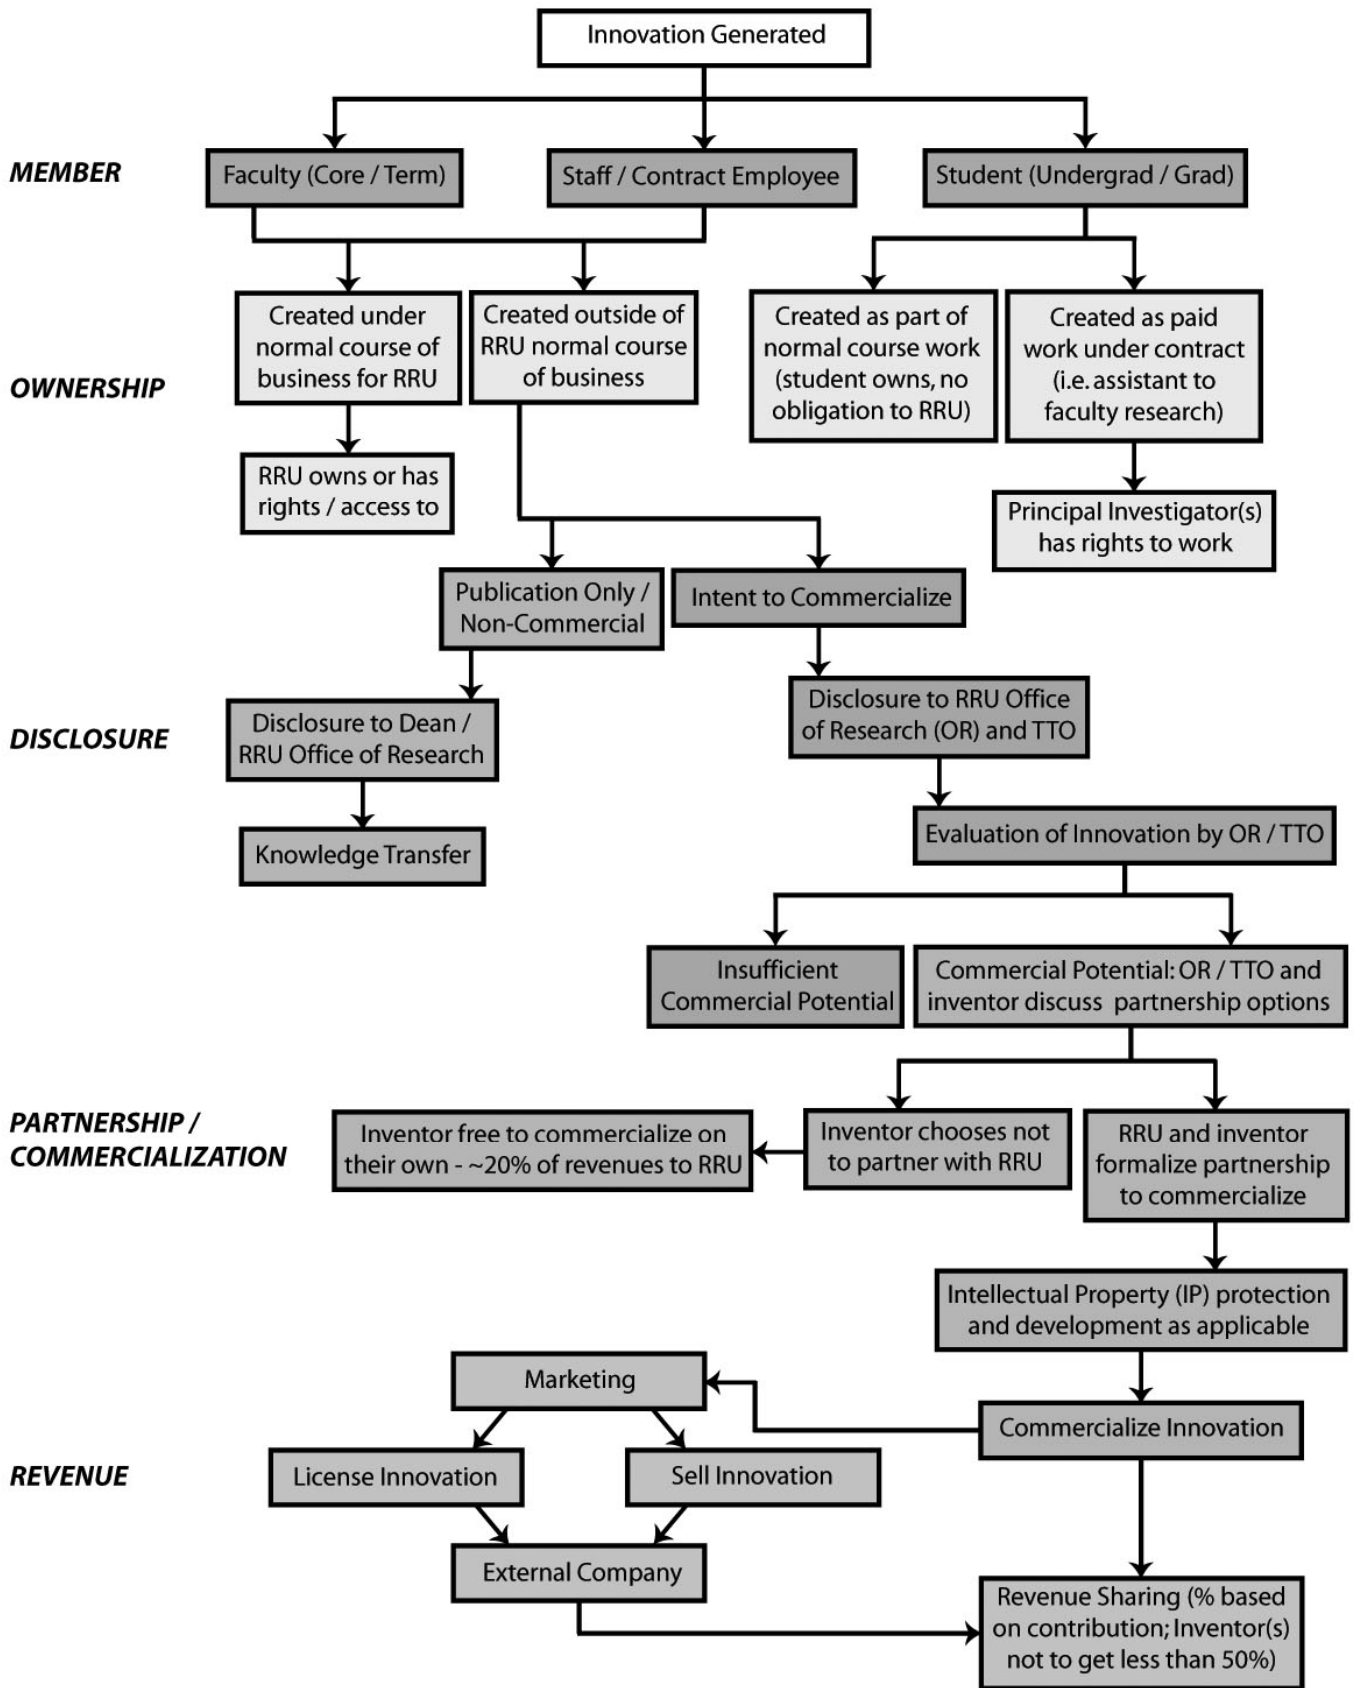 Innovation Generated
MEMBER
Faculty (Core / Term)
Staff / Contract Employee
Student (Undergrad / Grad)
OWNERSHIP
Created under
normal course of
business for RRU
Created outside of
RRU normal course
of business
Created as part of
normal course work
(student owns, no
obligation to RRU)
Created as paid
work under contract
(i.e. assistant to
faculty research)
RRU owns or has
rights / access to
Principal Investigator(s)
has rights to work
Publication Only /
Non-Commercial
Intent to Commercialize
DISCLOSURE
Disclosure to Dean /
RRU Office of Research
Disclosure to RRU Office
of Research (OR) and TTO
Knowledge Transfer
Evaluation of Innovation by OR / TTO
Insufficient
Commercial Potential
Commercial Potential: OR / TTO and
inventor discuss partnership options
PARTNERSHIP /
COMMERCIALIZATION
Inventor free to commercialize on
their own - ~20% of revenues to RRU
Inventor chooses not
to partner with RRU
RRU and inventor
formalize partnership
to commercialize
Intellectual Property (IP) protection
and development as applicable
Marketing
Commercialize Innovation
REVENUE
License Innovation
Sell Innovation
External Company
Revenue Sharing (% based
on contribution; Inventor(s)
not to get less than 50%)